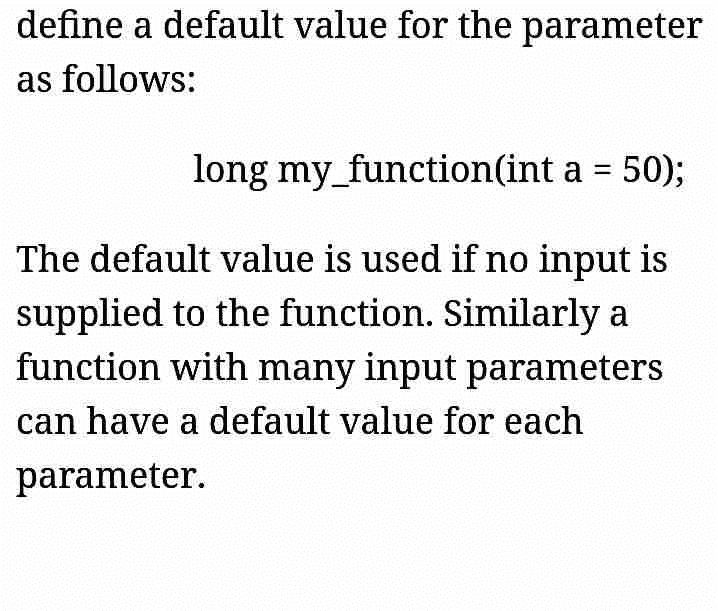 define a default value for the parameter
as follows:
long my_function(int a = 50);
The default value is used if no input is
supplied to the function. Similarly a
function with many input parameters
can have a default value for each
parameter.